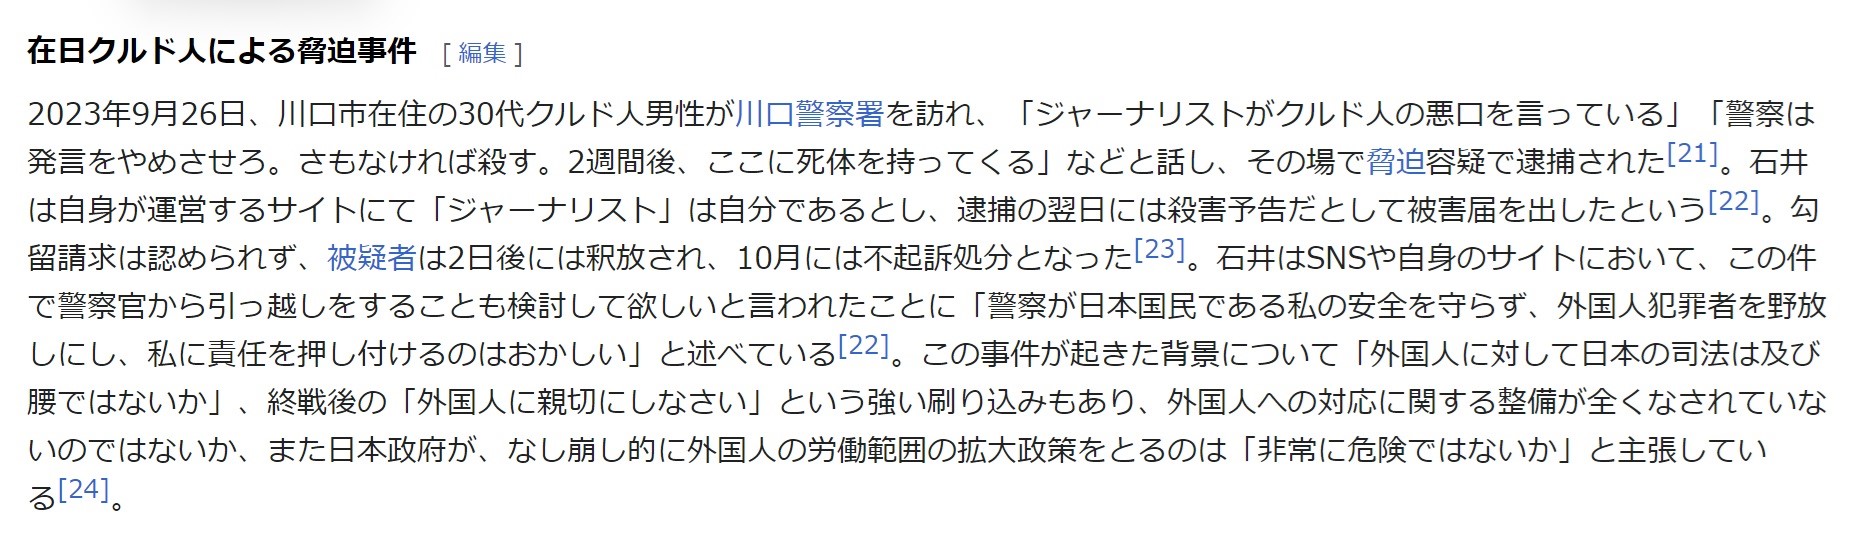 在日クルド人による脅迫事件 [ 編集 ]
2023年9月26日、川口市在住の30代クルド人男性が川口警察署を訪れ、「ジャーナリストがクルド人の悪口を言っている」「警察は
発言をやめさせろ。さもなければ殺す。2週間後、ここに死体を持ってくる」などと話し、その場で脅迫容疑で逮捕された[21]。石井
は自身が運営するサイトにて「ジャーナリスト」は自分であるとし、逮捕の翌日には殺害予告だとして被害届を出したという[22]。勾
留請求は認められず、被疑者は2日後には釈放され、10月には不起訴処分となった[23]。石井はSNSや自身のサイトにおいて、この件
で警察官から引っ越しをすることも検討して欲しいと言われたことに「警察が日本国民である私の安全を守らず、外国人犯罪者を野放
しにし、私に責任を押し付けるのはおかしい」と述べている[22]。この事件が起きた背景について「外国人に対して日本の司法は及び
腰ではないか」、終戦後の「外国人に親切にしなさい」という強い刷り込みもあり、外国人への対応に関する整備が全くなされていな
いのではないか、また日本政府が、なし崩し的に外国人の労働範囲の拡大政策をとるのは「非常に危険ではないか」と主張してい
る[24]。